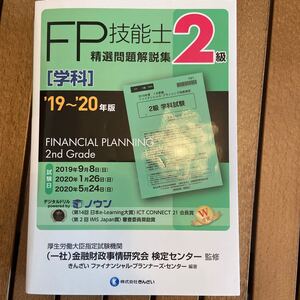 FP技能士2級
精選問題解説集
[学科]
'19〜'20年版
2級 学科試験
FINANCIAL PLANNING
2nd Grade
試験日
2019年9月8日(日)
2020年1月26日(日)
2020年5月24日(日)
デジタルドリル
powered by ノウン
(第14回 日本e-Learning大賞) ICT CONNECT 21 会長賞
(第2回 IMS Japan賞) 審査委員奨励賞
厚生労働大臣指定試験機関
(一社)金融財政事情研究会 検定センター 監修
きんざい ファイナンシャル・プランナーズ・センター 編著
株式会社きんざい